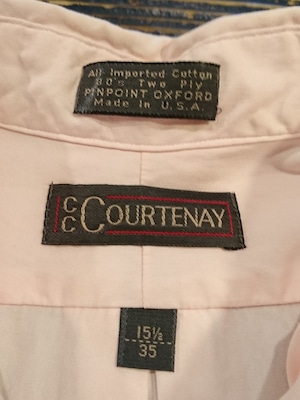 All Imported Cotton
80's Two Ply
PINPOINT OXFORD
Made In U.S.A.
CC COURTENAY
15½
35